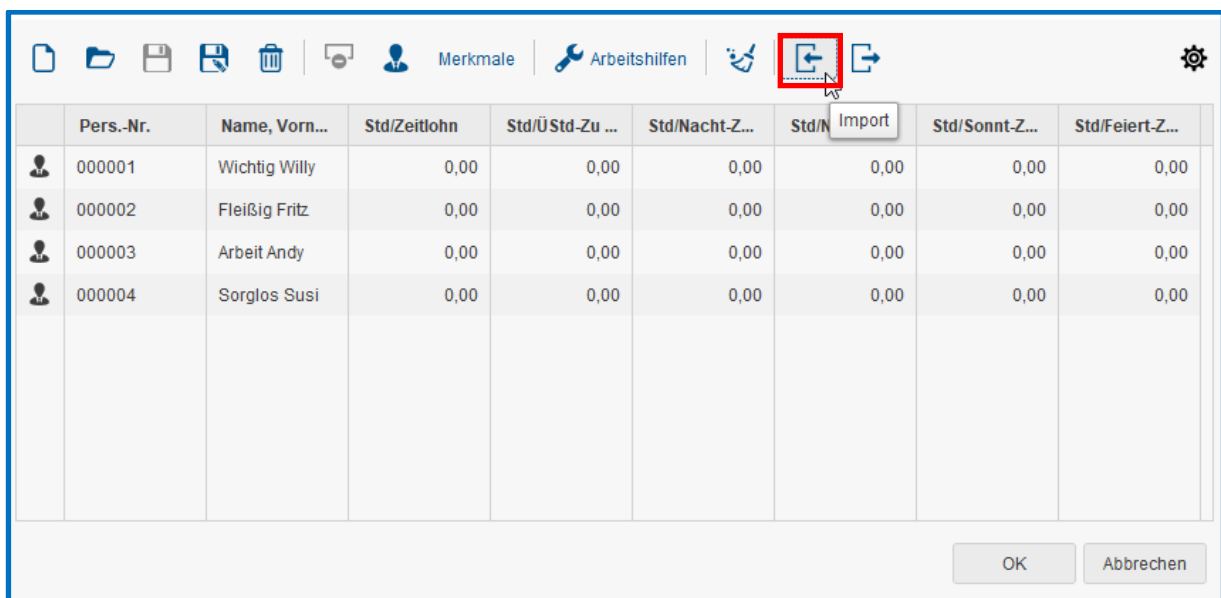 Merkmale Arbeitshilfen
Import
Pers.-Nr. Name, Vorn... Std/Zeitlohn Std/ÜStd-Zu ... Std/Nacht-Z... Std/N Std/Sonnt-Z... Std/Feiert-Z...
000001 Wichtig Willy 0,00 0,00 0,00 0,00 0,00 0,00
000002 Fleißig Fritz 0,00 0,00 0,00 0,00 0,00 0,00
000003 Arbeit Andy 0,00 0,00 0,00 0,00 0,00 0,00
000004 Sorglos Susi 0,00 0,00 0,00 0,00 0,00 0,00
OK Abbrechen